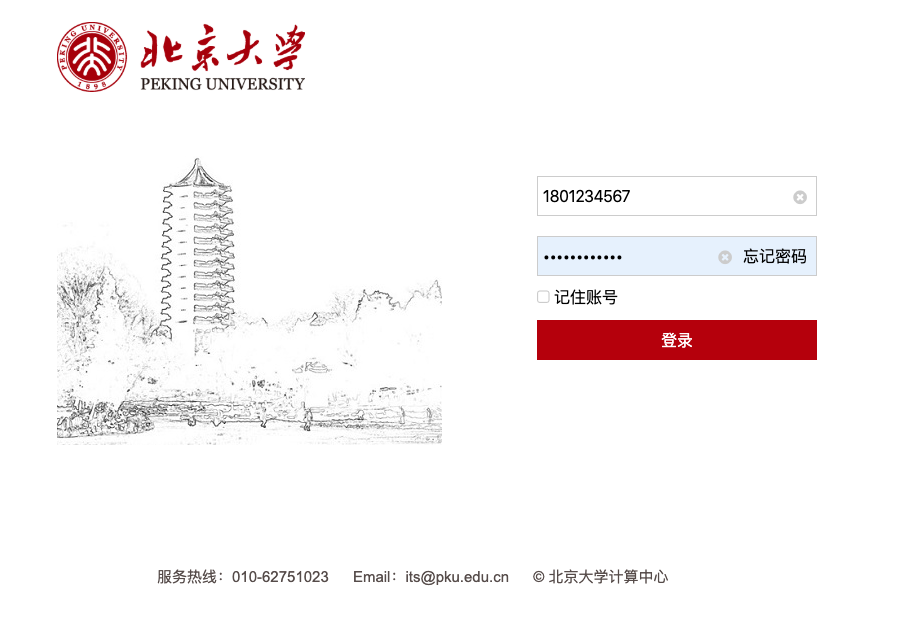 PEKING UNIVERSITY
1898
北京大学
PEKING UNIVERSITY
1801234567
••••••••••••
忘记密码
记住账号
登录
服务热线：010-62751023 Email：its@pku.edu.cn © 北京大学计算中心